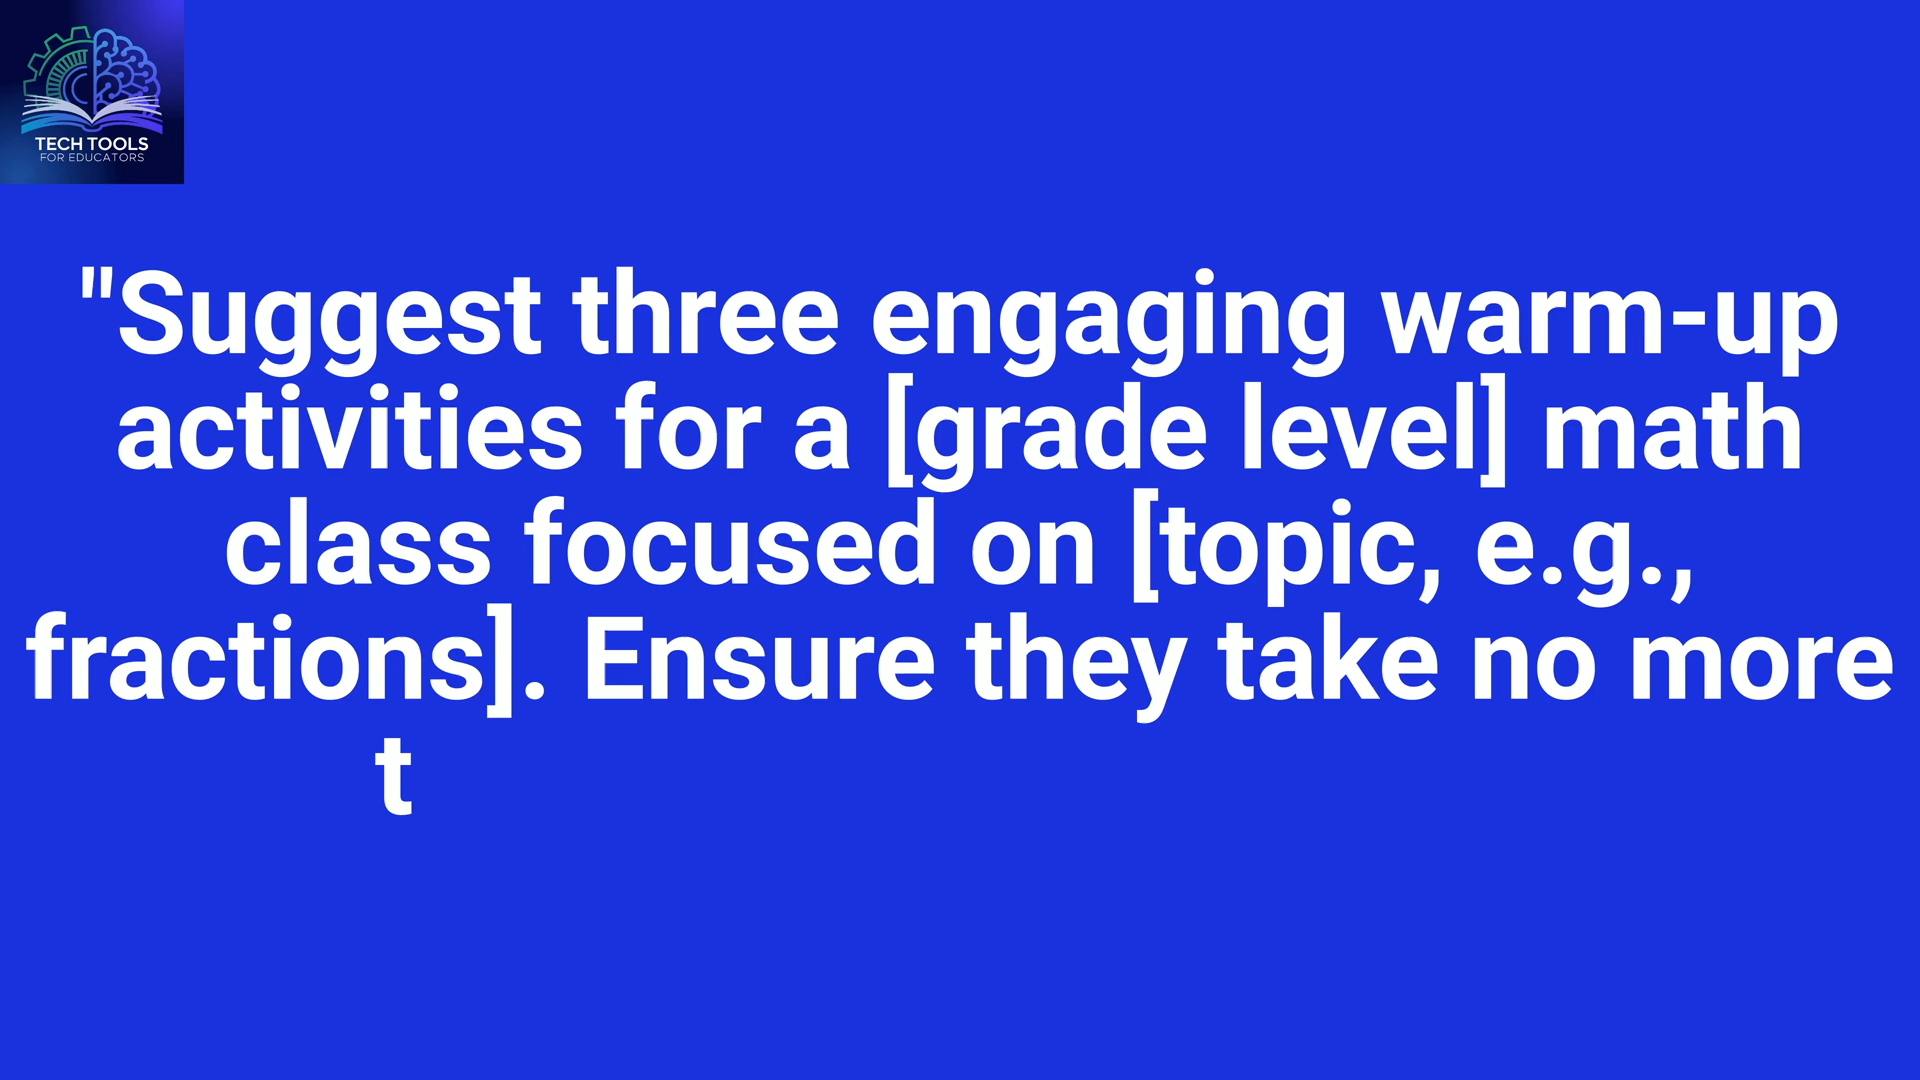 TECH TOOLS
FOR EDUCATORS
"Suggest three engaging warm-up
activities for a [grade level] math
class focused on [topic, e.g.,
fractions]. Ensure they take no more
t